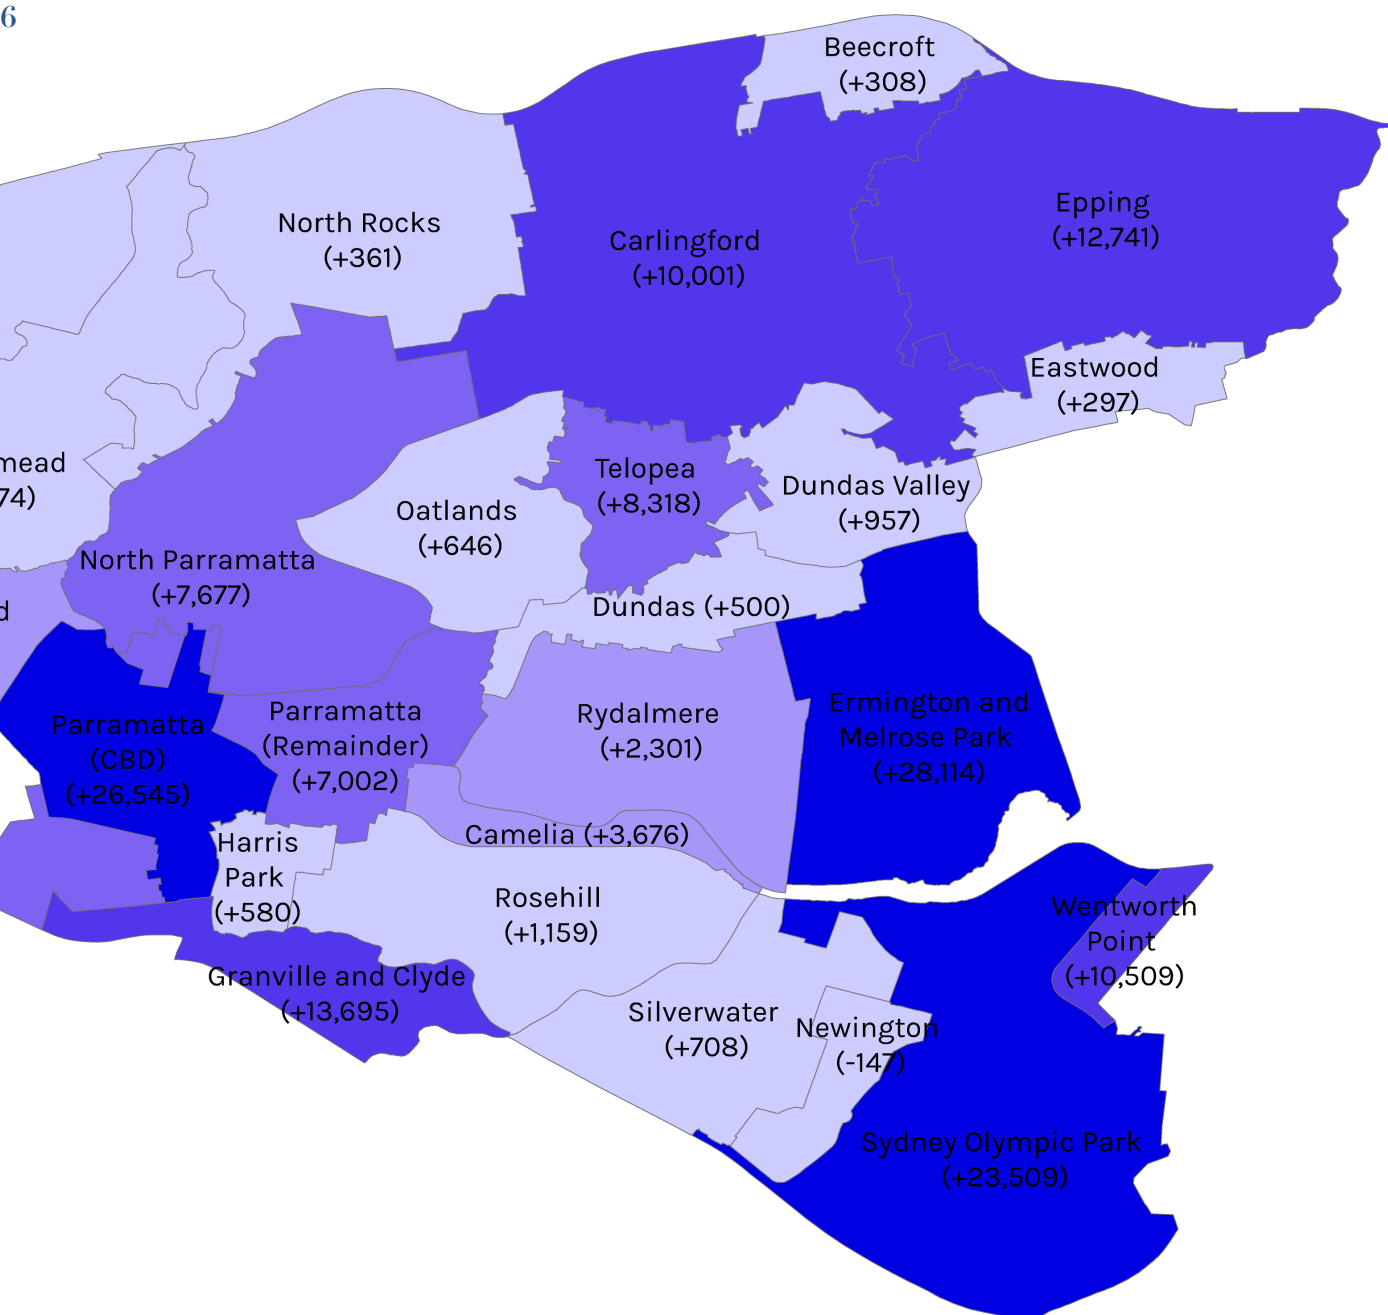 6
Beecroft
(+308)
North Rocks
(+361)
Carlingford
(+10,001)
Epping
(+12,741)
Eastwood
(+297)
mead
74)
Telopea
(+8,318)
Dundas Valley
(+957)
Oatlands
(+646)
North Parramatta
(+7,677)
d
Dundas (+500)
Parramatta
(CBD)
(+26,545)
Parramatta
(Remainder)
(+7,002)
Rydalmere
(+2,301)
Ermington and
Melrose Park
(+28,114)
Camelia (+3,676)
Harris
Park
(+580)
Rosehill
(+1,159)
Wentworth
Point
(+10,509)
Granville and Clyde
(+13,695)
Silverwater
(+708)
Newington
(-147)
Sydney Olympic Park
(+23,509)